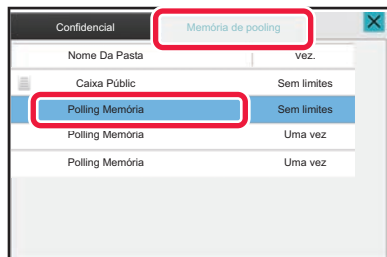 Confidencial Memória de pooling
Nome Da Pasta vez.
Caixa Públic Sem limites
Polling Memória Sem limites
Polling Memória Uma vez
Polling Memória Uma vez